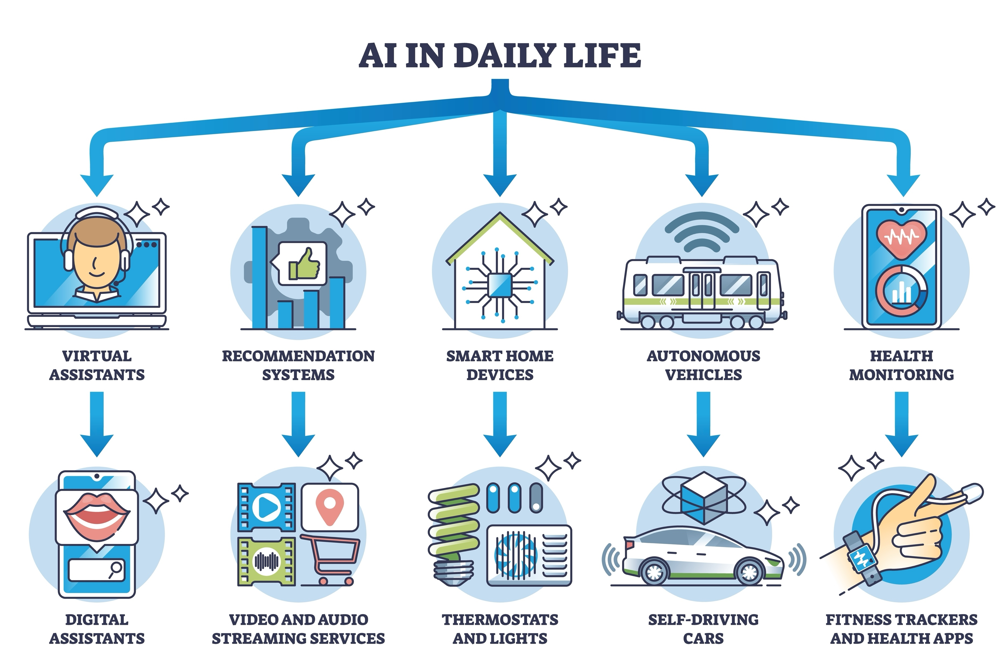 AI IN DAILY LIFE
VIRTUAL
ASSISTANTS
RECOMMENDATION
SYSTEMS
SMART HOME
DEVICES
AUTONOMOUS
VEHICLES
HEALTH
MONITORING
DIGITAL
ASSISTANTS
VIDEO AND AUDIO
STREAMING SERVICES
THERMOSTATS
AND LIGHTS
SELF-DRIVING
CARS
FITNESS TRACKERS
AND HEALTH APPS